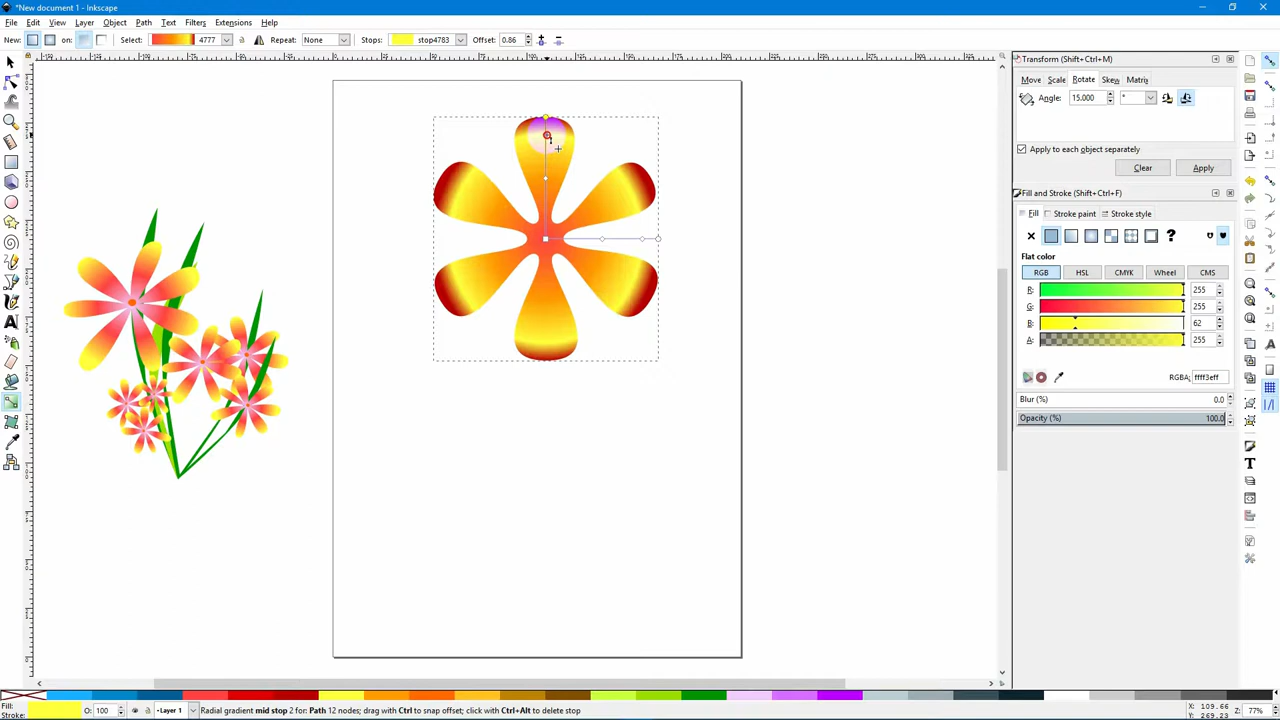 *New document 1 - Inkscape
File Edit View Layer Object Path Text Filters Extensions Help
New: on: Select: 4777 Repeat: None Stops: stop4783 Offset: 0.86
Transform (Shift+Ctrl+M)
Move Scale Rotate Skew Matrix
Angle: 15.000 °
Apply to each object separately
Clear Apply
Fill and Stroke (Shift+Ctrl+F)
Fill Stroke paint Stroke style
Flat color
RGB HSL CMYK Wheel CMS
R: 255
G: 255
B: 62
A: 255
RGBA: ffff3eff
Blur (%) 0.0
Opacity (%) 100.0
Fill: O: 100 Layer 1 Radial gradient mid stop 2 for: Path 12 nodes; drag with Ctrl to snap offset; click with Ctrl+Alt to delete stop X: 109.66 Z: 77%
Stroke: Y: 269.23